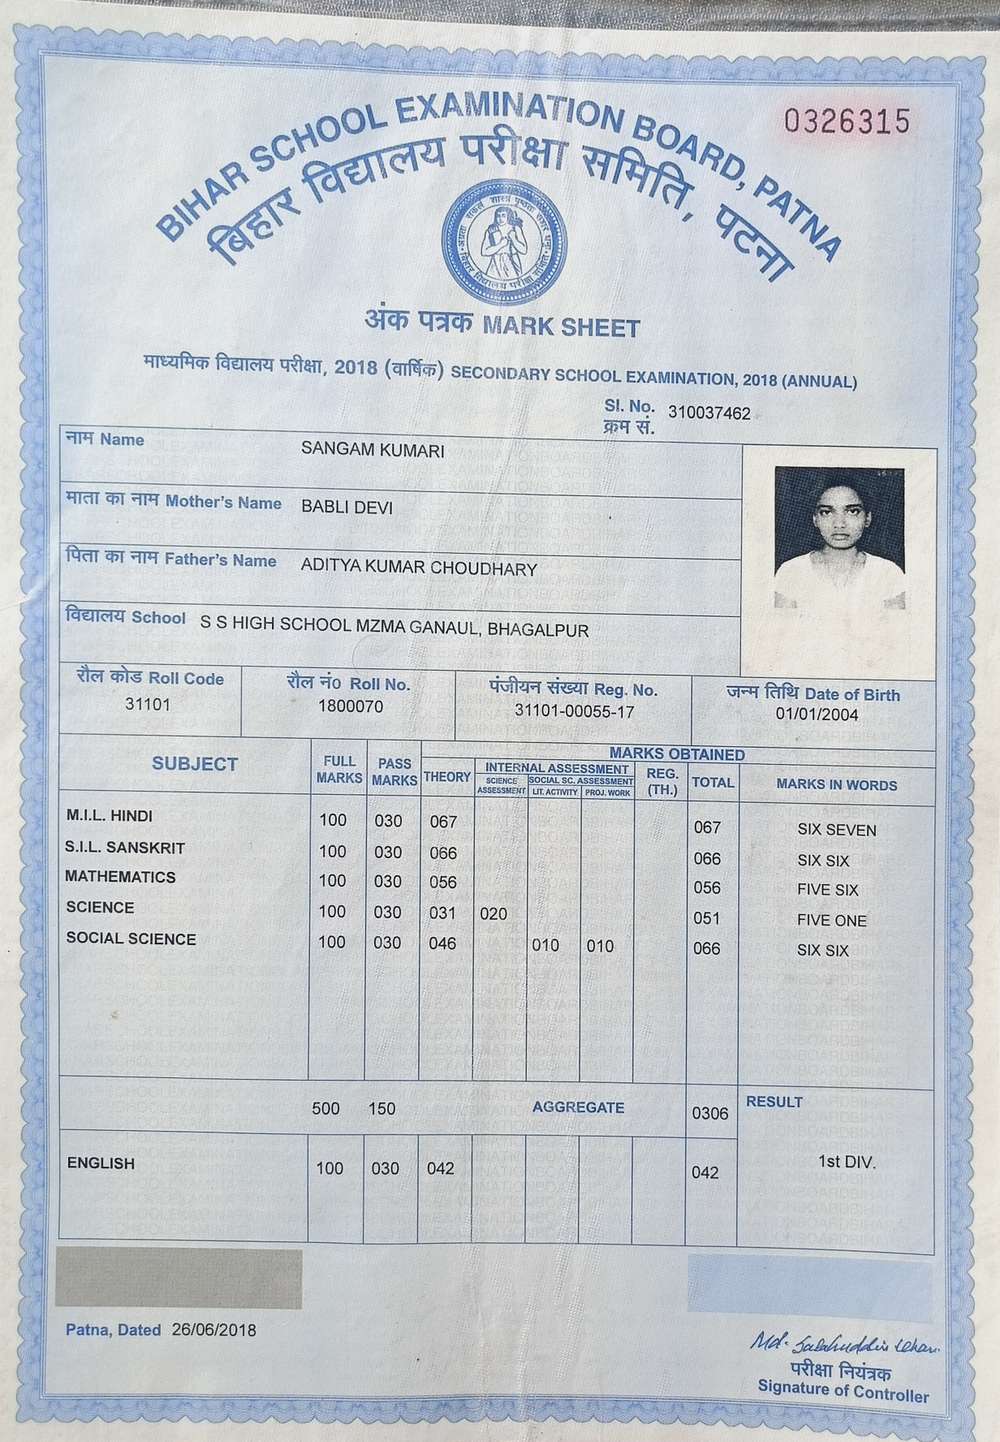 0326315
BIHAR SCHOOL EXAMINATION BOARD, PATNA
बिहार विद्यालय परीक्षा समिति, पटना
अंक पत्रक MARK SHEET
माध्यमिक विद्यालय परीक्षा, 2018 (वार्षिक) SECONDARY SCHOOL EXAMINATION, 2018 (ANNUAL)
Sl. No. 310037462
क्रम सं.
नाम Name SANGAM KUMARI
माता का नाम Mother's Name BABLI DEVI
पिता का नाम Father's Name ADITYA KUMAR CHOUDHARY
विद्यालय School S S HIGH SCHOOL MZMA GANAUL, BHAGALPUR
रौल कोड Roll Code रौल नं० Roll No. पंजीयन संख्या Reg. No. जन्म तिथि Date of Birth
31101 1800070 31101-00055-17 01/01/2004
MARKS OBTAINED
SUBJECT FULL MARKS PASS MARKS THEORY INTERNAL ASSESSMENT REG. (TH.) TOTAL MARKS IN WORDS
SCIENCE ASSESSMENT SOCIAL SC. ASSESSMENT
LIT. ACTIVITY PROJ. WORK
M.I.L. HINDI 100 030 067 067 SIX SEVEN
S.I.L. SANSKRIT 100 030 066 066 SIX SIX
MATHEMATICS 100 030 056 056 FIVE SIX
SCIENCE 100 030 031 020 051 FIVE ONE
SOCIAL SCIENCE 100 030 046 010 010 066 SIX SIX
500 150 AGGREGATE 0306 RESULT
ENGLISH 100 030 042 042 1st DIV.
Patna, Dated 26/06/2018
परीक्षा नियंत्रक
Signature of Controller